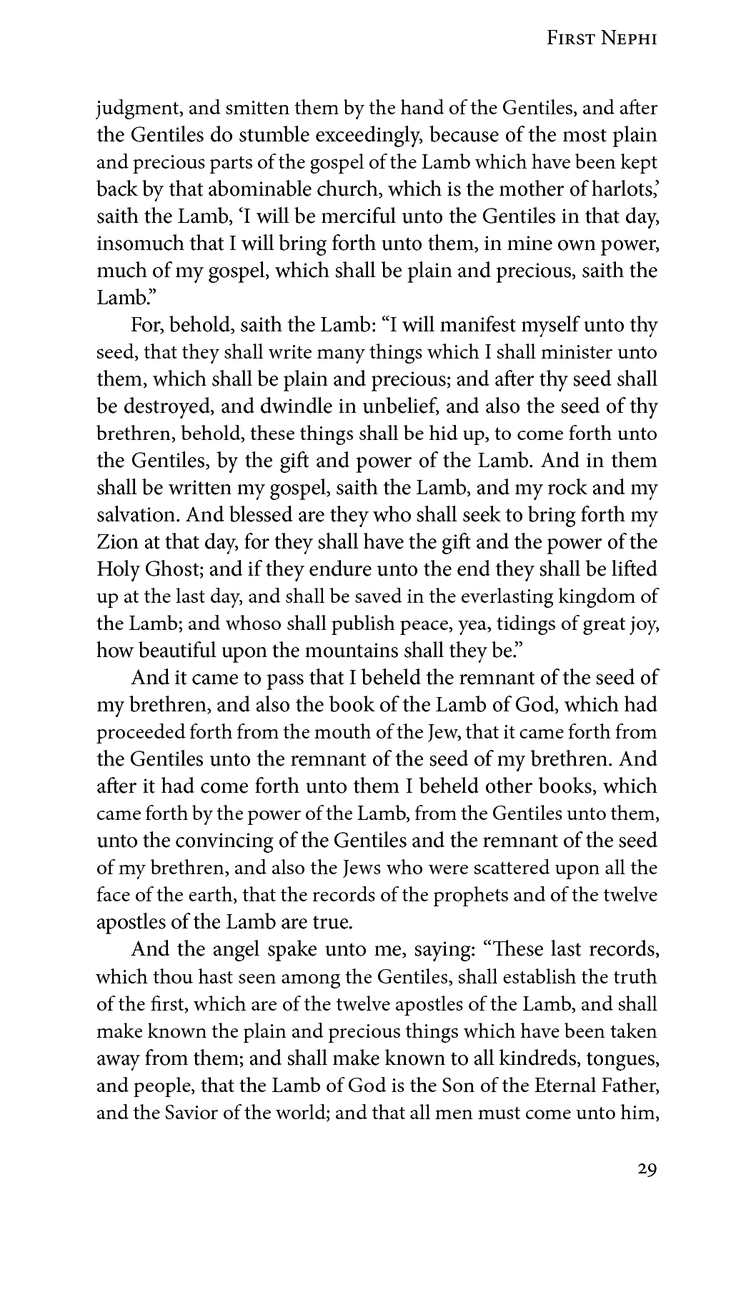 First Nephi
judgment, and smitten them by the hand of the Gentiles, and after
the Gentiles do stumble exceedingly, because of the most plain
and precious parts of the gospel of the Lamb which have been kept
back by that abominable church, which is the mother of harlots,’
saith the Lamb, ‘I will be merciful unto the Gentiles in that day,
insomuch that I will bring forth unto them, in mine own power,
much of my gospel, which shall be plain and precious, saith the
Lamb.”
For, behold, saith the Lamb: “I will manifest myself unto thy
seed, that they shall write many things which I shall minister unto
them, which shall be plain and precious; and after thy seed shall
be destroyed, and dwindle in unbelief, and also the seed of thy
brethren, behold, these things shall be hid up, to come forth unto
the Gentiles, by the gift and power of the Lamb. And in them
shall be written my gospel, saith the Lamb, and my rock and my
salvation. And blessed are they who shall seek to bring forth my
Zion at that day, for they shall have the gift and the power of the
Holy Ghost; and if they endure unto the end they shall be lifted
up at the last day, and shall be saved in the everlasting kingdom of
the Lamb; and whoso shall publish peace, yea, tidings of great joy,
how beautiful upon the mountains shall they be.”
And it came to pass that I beheld the remnant of the seed of
my brethren, and also the book of the Lamb of God, which had
proceeded forth from the mouth of the Jew, that it came forth from
the Gentiles unto the remnant of the seed of my brethren. And
after it had come forth unto them I beheld other books, which
came forth by the power of the Lamb, from the Gentiles unto them,
unto the convincing of the Gentiles and the remnant of the seed
of my brethren, and also the Jews who were scattered upon all the
face of the earth, that the records of the prophets and of the twelve
apostles of the Lamb are true.
And the angel spake unto me, saying: “These last records,
which thou hast seen among the Gentiles, shall establish the truth
of the first, which are of the twelve apostles of the Lamb, and shall
make known the plain and precious things which have been taken
away from them; and shall make known to all kindreds, tongues,
and people, that the Lamb of God is the Son of the Eternal Father,
and the Savior of the world; and that all men must come unto him,
29